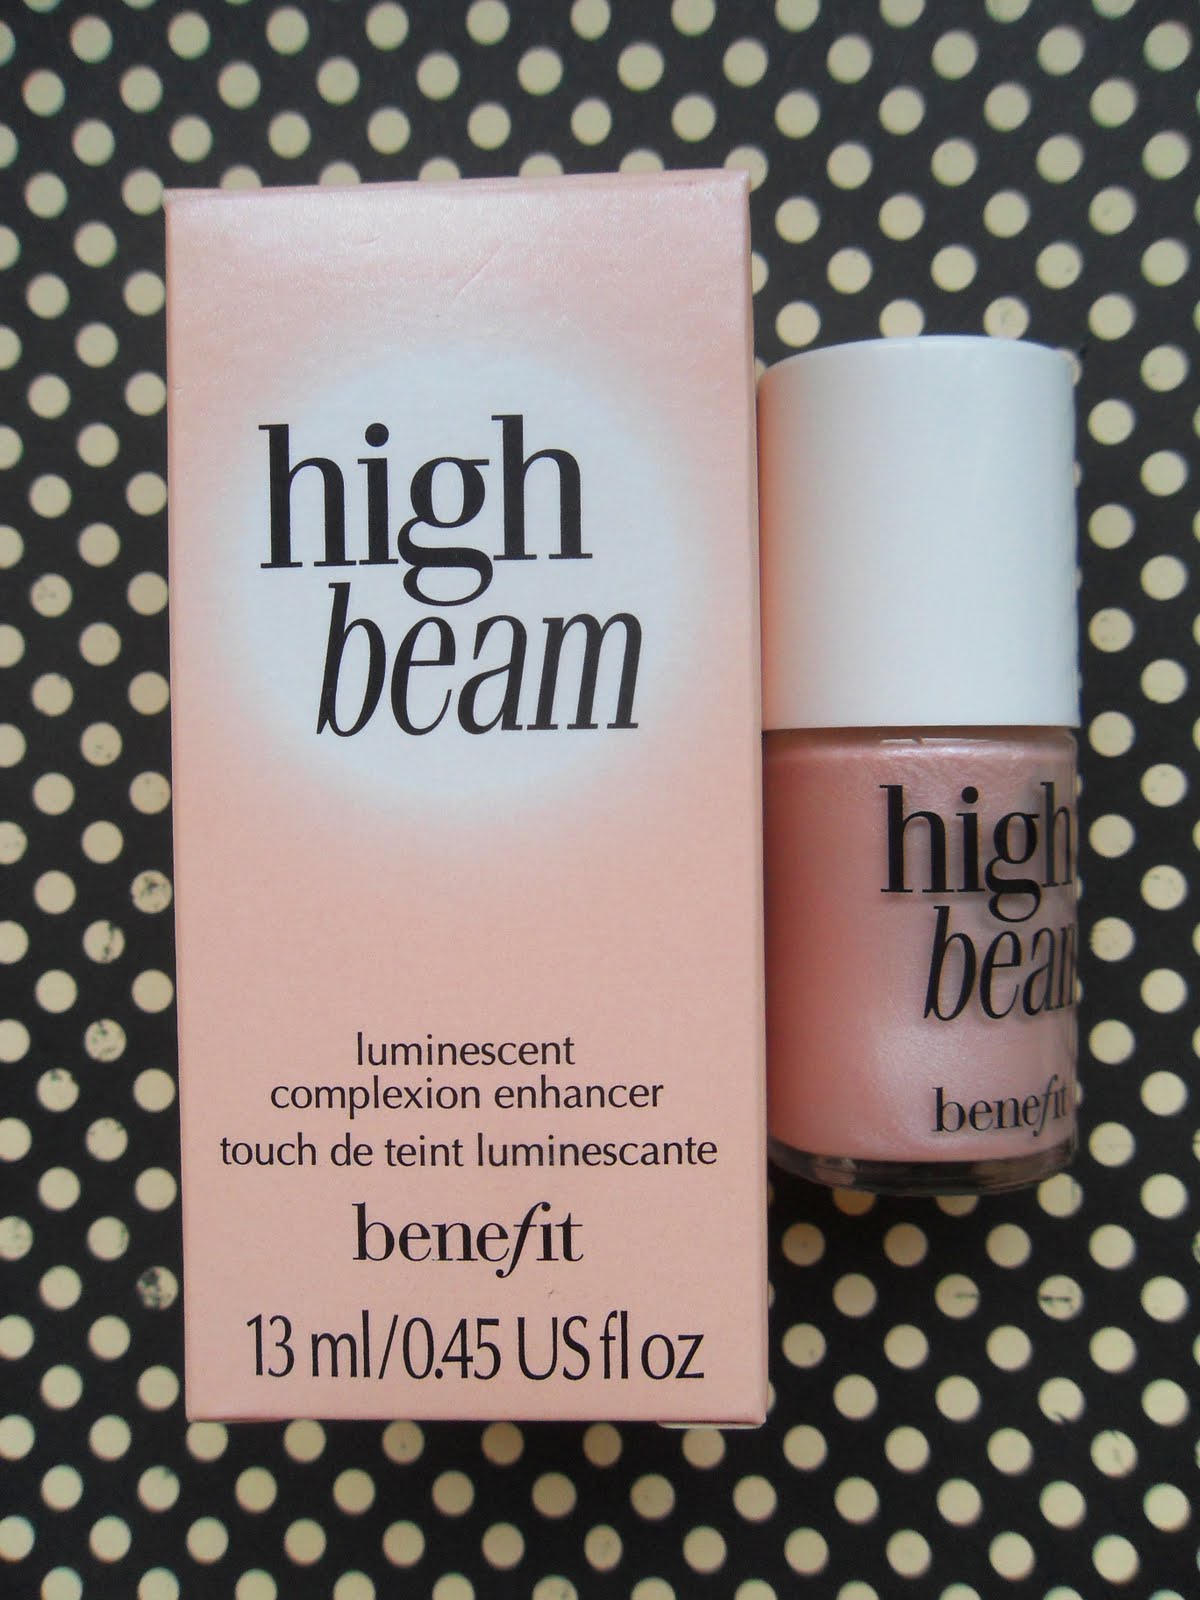 high
beam
luminescent
complexion enhancer
touch de teint luminescante
benefit
13 ml/0.45 US fl oz
high
beam
benefit